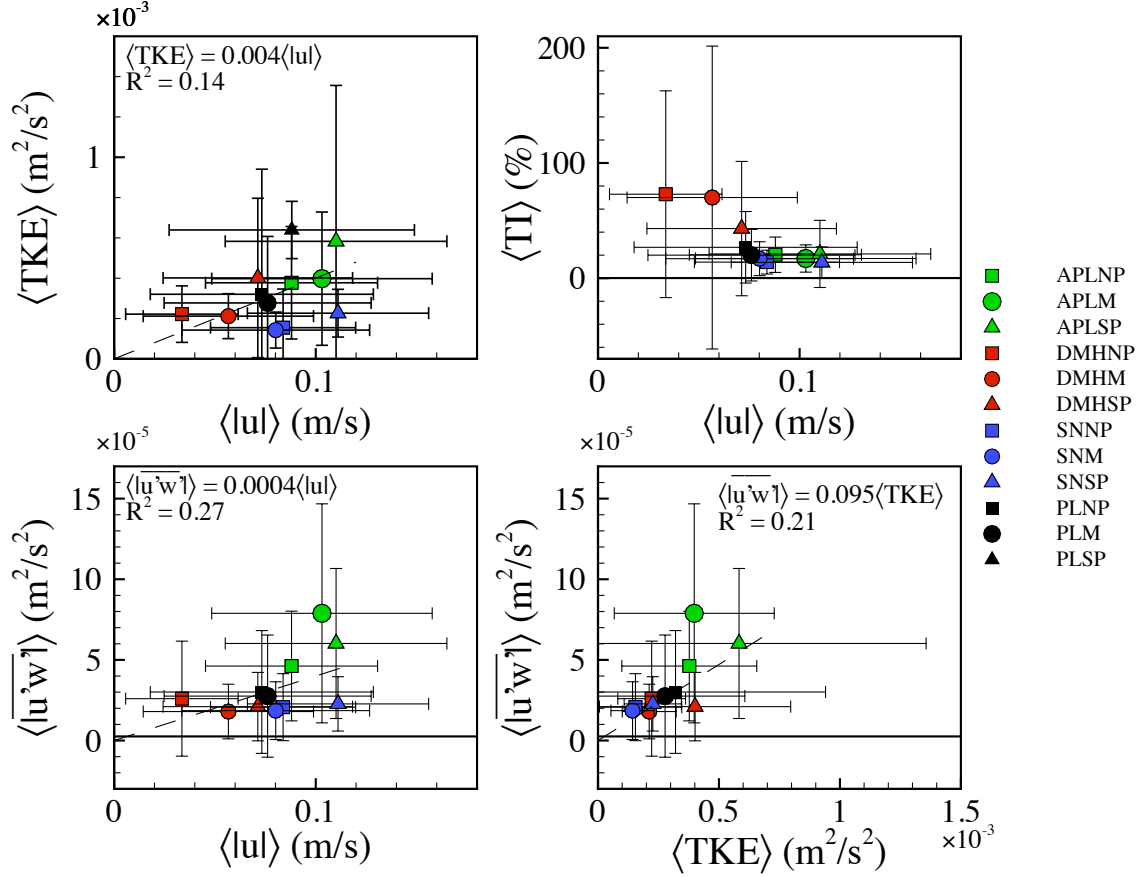 ×10⁻³
⟨TKE⟩ = 0.004⟨|u|⟩
R² = 0.14
⟨TKE⟩ (m²/s²)
1
0
0.1
⟨|u|⟩ (m/s)
200
100
0
⟨TI⟩ (%)
0
0.1
⟨|u|⟩ (m/s)
×10⁻⁵
⟨|u'w'|⟩ = 0.0004⟨|u|⟩
R² = 0.27
⟨|u'w'|⟩ (m²/s²)
15
10
5
0
0
0.1
⟨|u|⟩ (m/s)
×10⁻⁵
⟨|u'w'|⟩ = 0.095⟨TKE⟩
R² = 0.21
⟨|u'w'|⟩ (m²/s²)
15
10
5
0
0
0.5
1
1.5
×10⁻³
⟨TKE⟩ (m²/s²)
APLNP
APLM
APLSP
DMHNP
DMHM
DMHSP
SNNP
SNM
SNSP
PLNP
PLM
PLSP